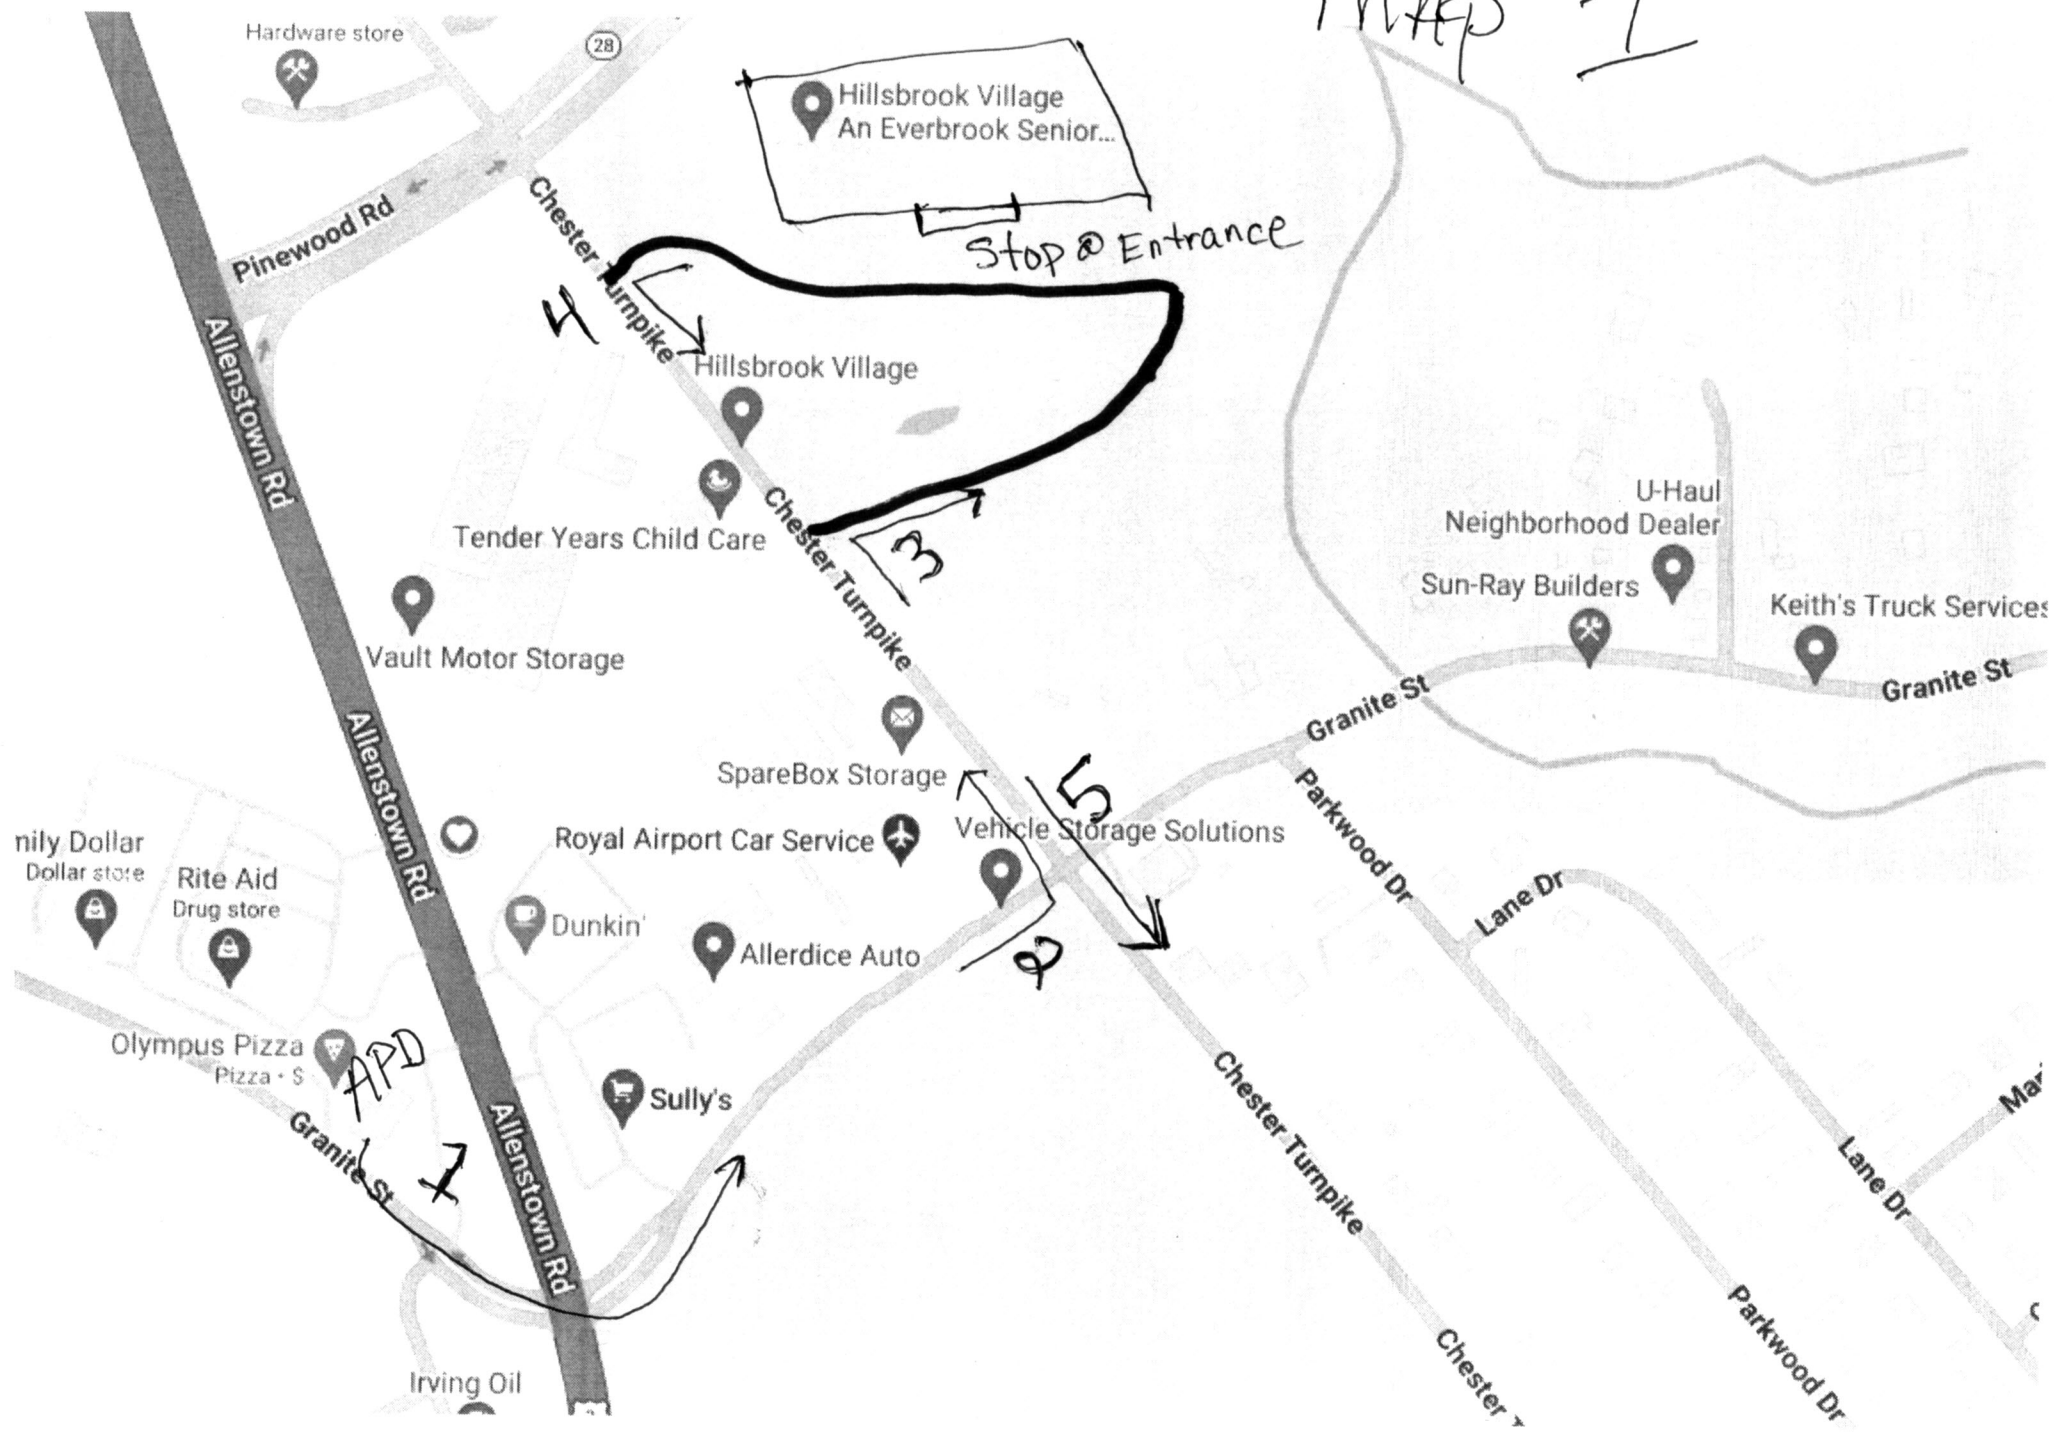 MAP 1
Hardware store
28
Hillsbrook Village
An Everbrook Senior...
Stop @ Entrance
Pinewood Rd
Chester Turnpike
4
Hillsbrook Village
Allenstown Rd
Tender Years Child Care
Chester Turnpike
3
U-Haul
Neighborhood Dealer
Sun-Ray Builders
Keith's Truck Services
Vault Motor Storage
Granite St
Granite St
SpareBox Storage
5
Parkwood Dr
Allenstown Rd
Royal Airport Car Service
Vehicle Storage Solutions
nily Dollar
Dollar store
Rite Aid
Drug store
Dunkin'
Allerdice Auto
2
Lane Dr
Olympus Pizza
Pizza • $
APD
Sully's
Granite St
1
Allenstown Rd
Chester Turnpike
Lane Dr
Mar
Parkwood Dr
Chester T
Irving Oil